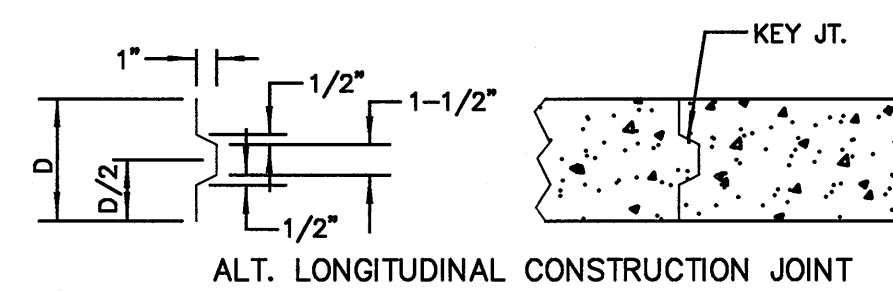 KEY JT.
1"
1/2"
1-1/2"
D
D/2
1/2"
ALT. LONGITUDINAL CONSTRUCTION JOINT